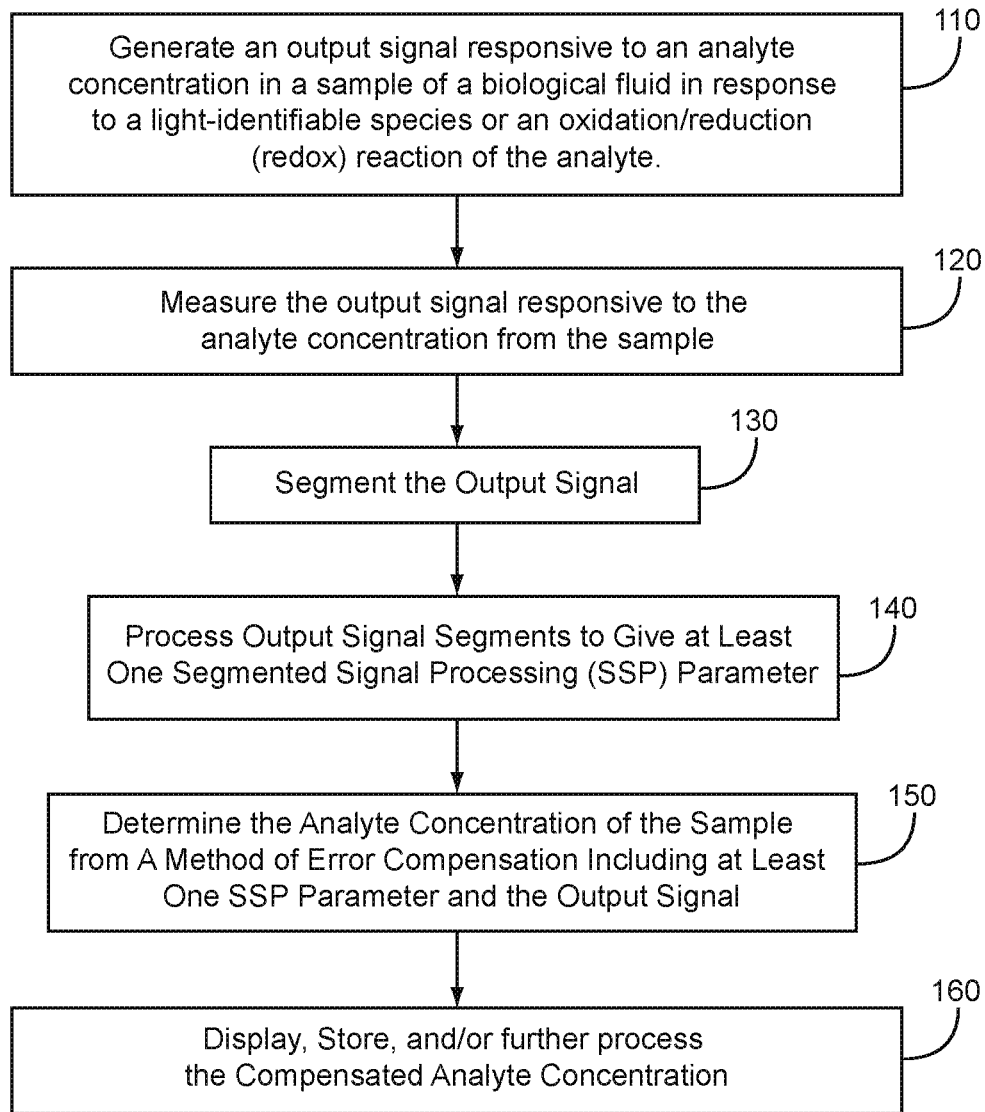 110
Generate an output signal responsive to an analyte
concentration in a sample of a biological fluid in response
to a light-identifiable species or an oxidation/reduction
(redox) reaction of the analyte.
120
Measure the output signal responsive to the
analyte concentration from the sample
130
Segment the Output Signal
140
Process Output Signal Segments to Give at Least
One Segmented Signal Processing (SSP) Parameter
150
Determine the Analyte Concentration of the Sample
from A Method of Error Compensation Including at Least
One SSP Parameter and the Output Signal
160
Display, Store, and/or further process
the Compensated Analyte Concentration